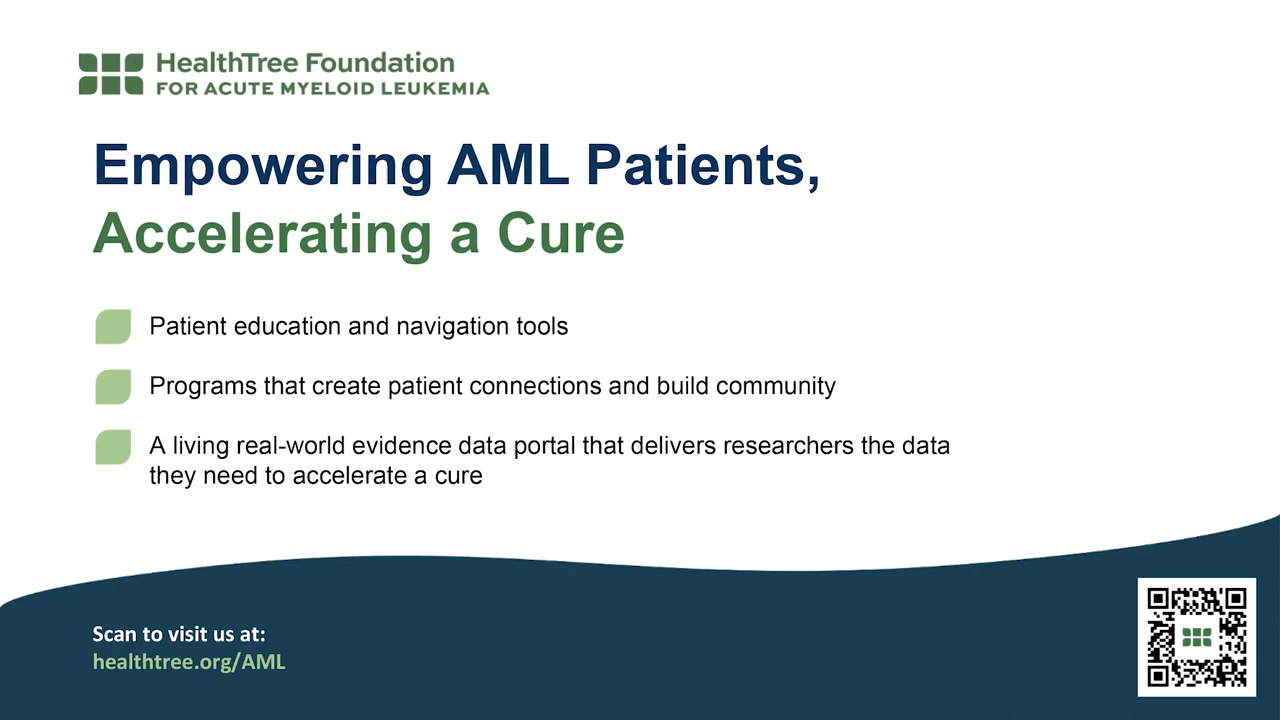 HealthTree Foundation
FOR ACUTE MYELOID LEUKEMIA
Empowering AML Patients,
Accelerating a Cure
Patient education and navigation tools
Programs that create patient connections and build community
A living real-world evidence data portal that delivers researchers the data
they need to accelerate a cure
Scan to visit us at:
healthtree.org/AML